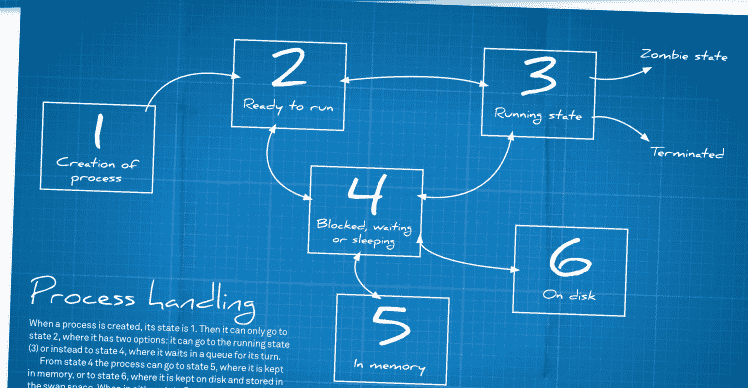 2
Ready to run
3
Running state
Zombie state
Terminated
1
Creation of
process
4
Blocked, waiting
or sleeping
6
On disk
5
In memory
Process handling
When a process is created, its state is 1. Then it can only go to
state 2, where it has two options: it can go to the running state
(3) or instead to state 4, where it waits in a queue for its turn.
From state 4 the process can go to state 5, where it is kept
in memory, or to state 6, where it is kept on disk and stored in
the swap space. When